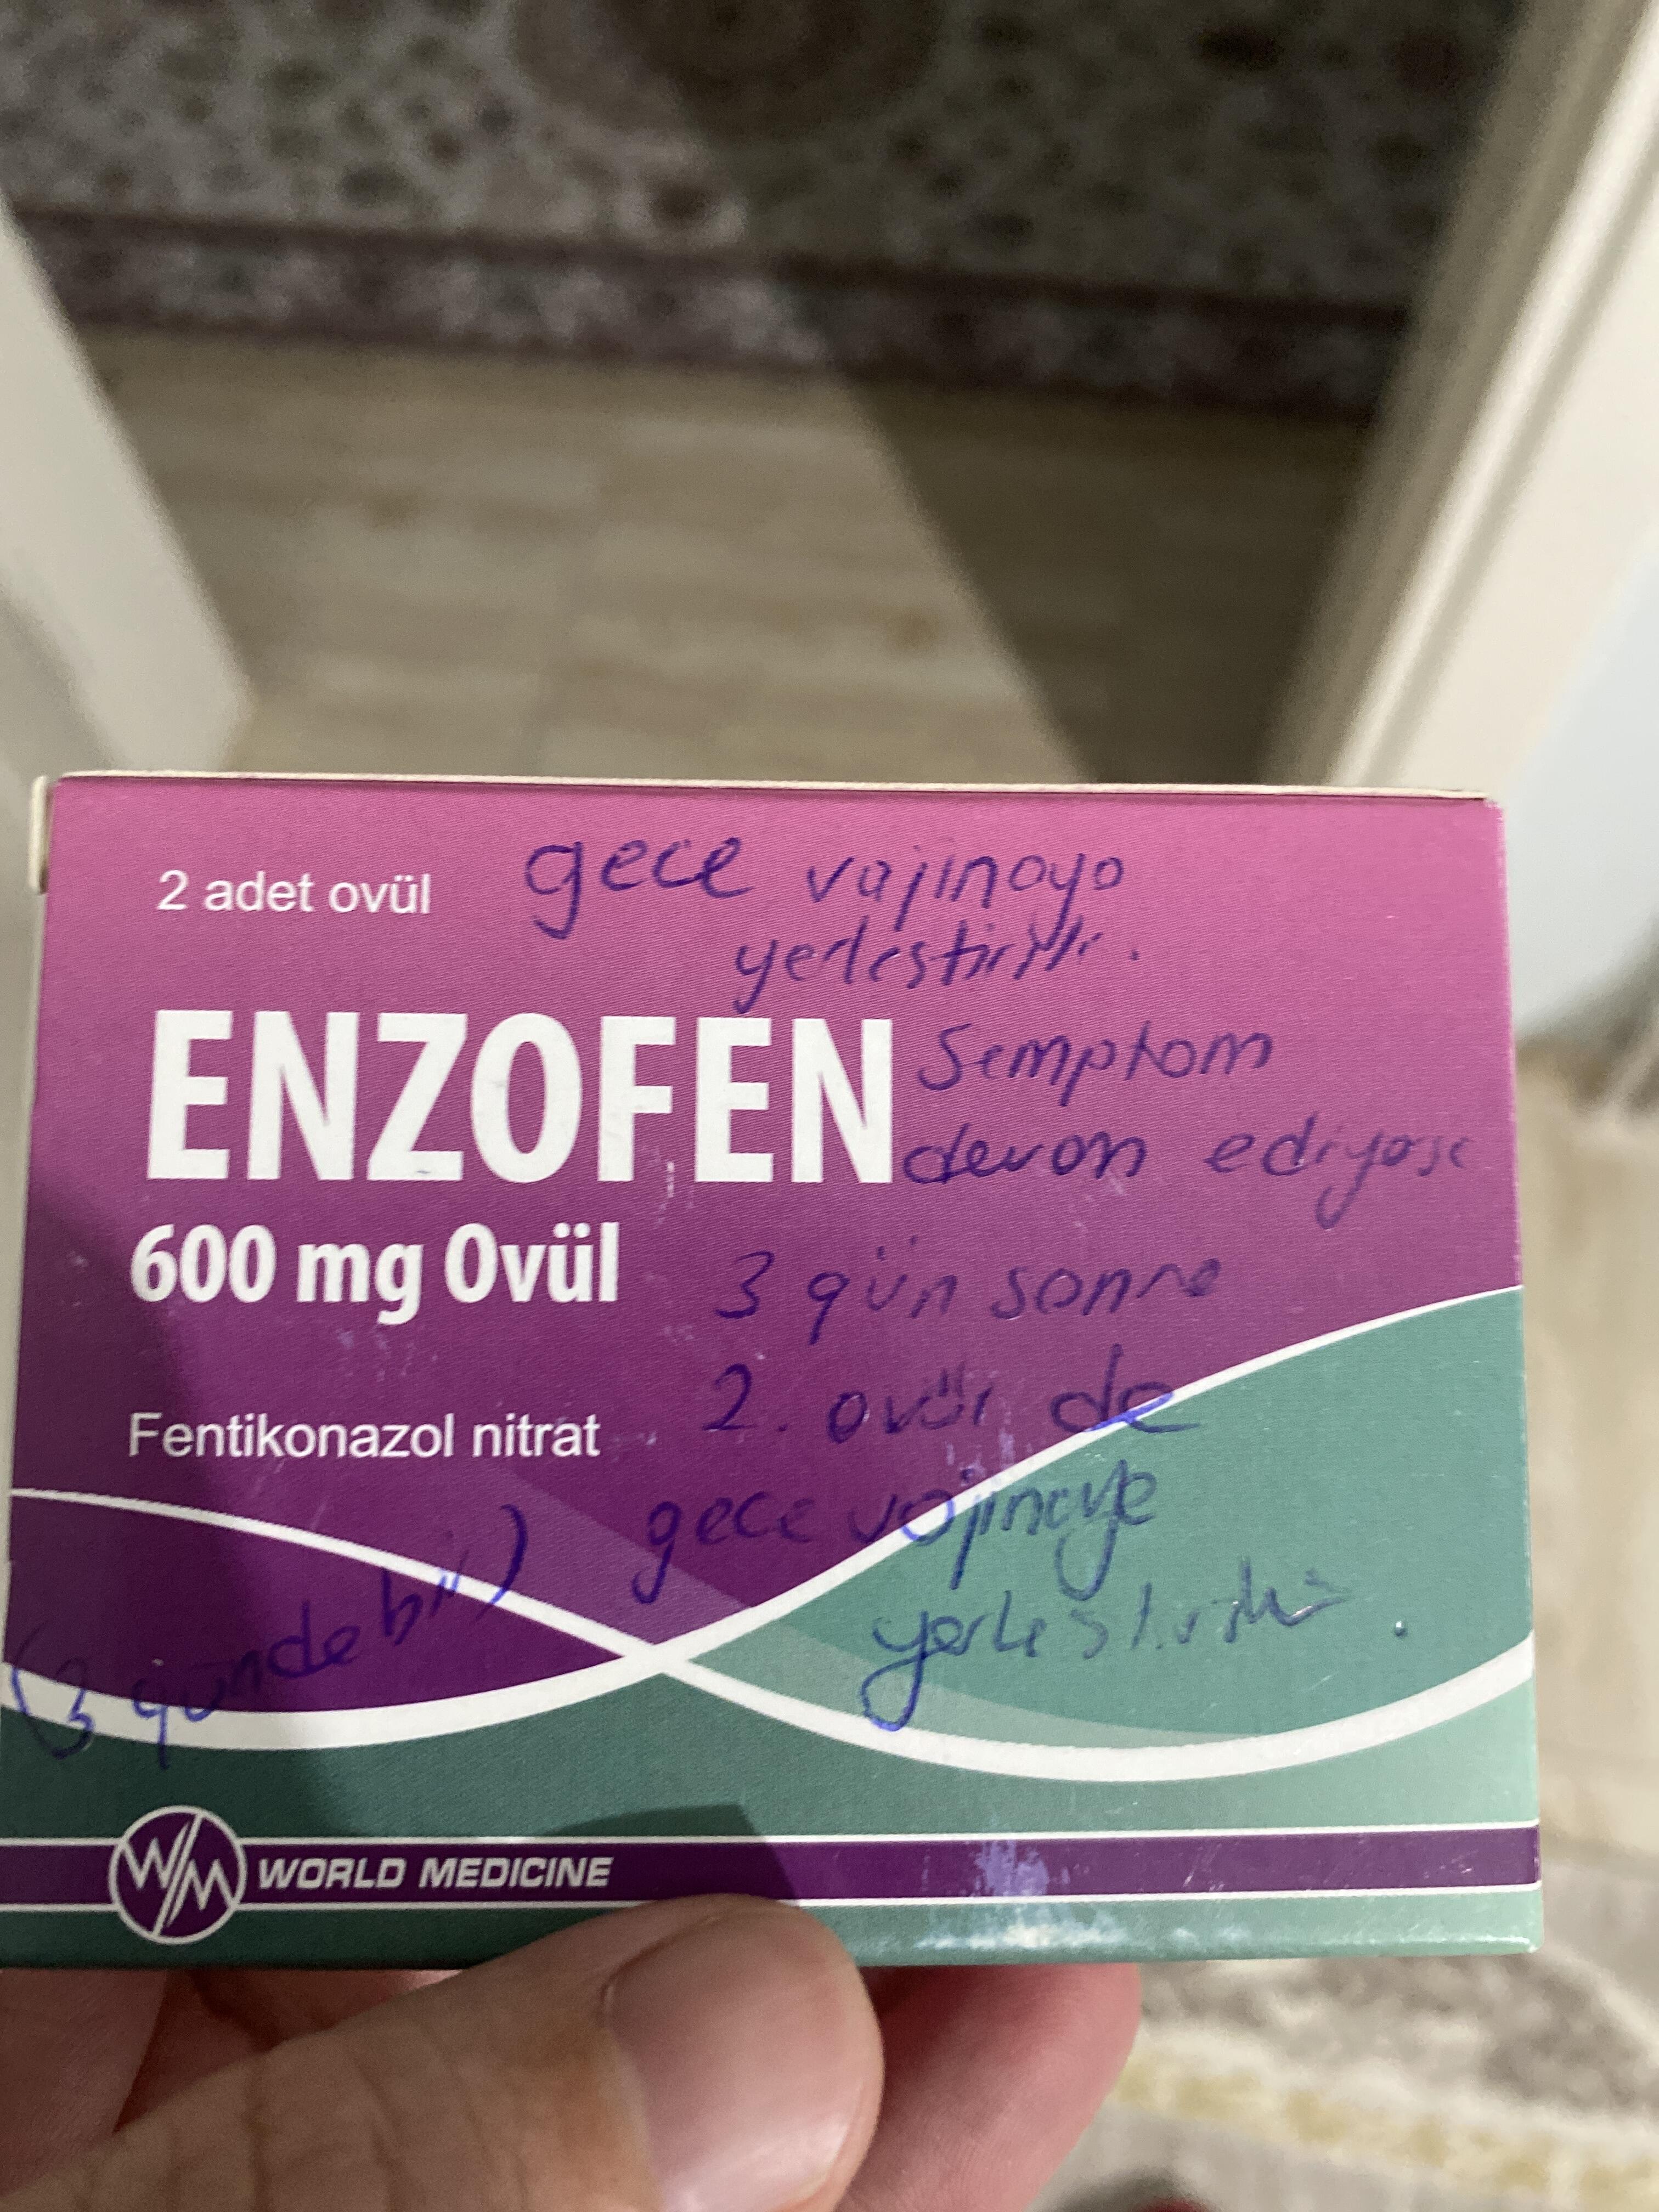 2 adet ovül
gece vajinaya
yerleştirilir.
ENZOFEN
Semptom
devam ediyorsa
600 mg Ovül
3 gün sonra
2. ovül de
Fentikonazol nitrat
gece vajinaya
yerleştirilir.
(3 günde bir)
WM WORLD MEDICINE